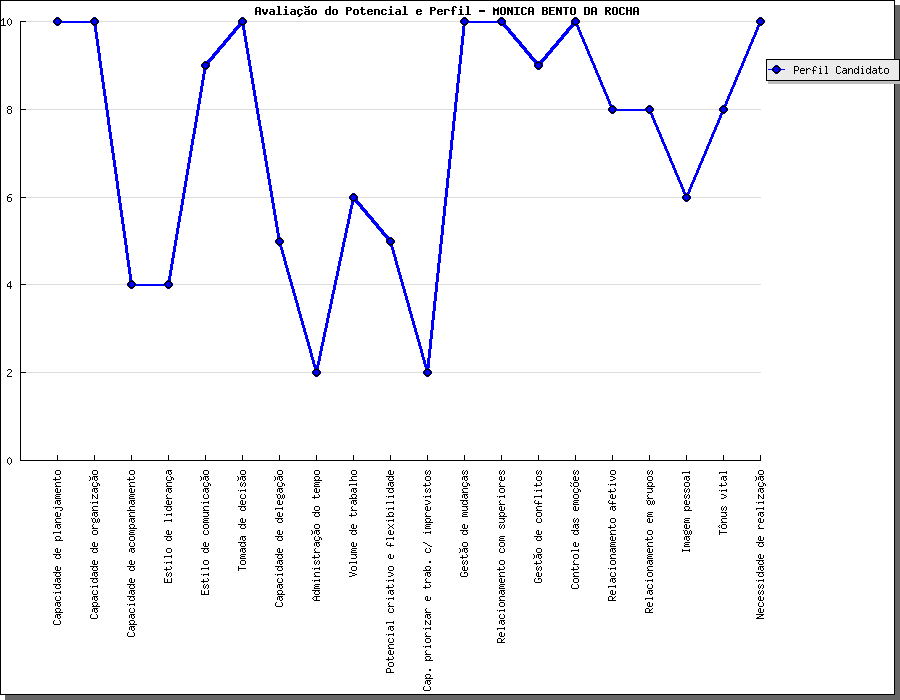 Avaliação do Potencial e Perfil - MONICA BENTO DA ROCHA
Perfil Candidato
10
8
6
4
2
0
Capacidade de planejamento
Capacidade de organização
Capacidade de acompanhamento
Estilo de liderança
Estilo de comunicação
Tomada de decisão
Capacidade de delegação
Administração do tempo
Volume de trabalho
Potencial criativo e flexibilidade
Cap. priorizar e trab. c/ imprevistos
Gestão de mudanças
Relacionamento com superiores
Gestão de conflitos
Controle das emoções
Relacionamento afetivo
Relacionamento em grupos
Imagem pessoal
Tônus vital
Necessidade de realização